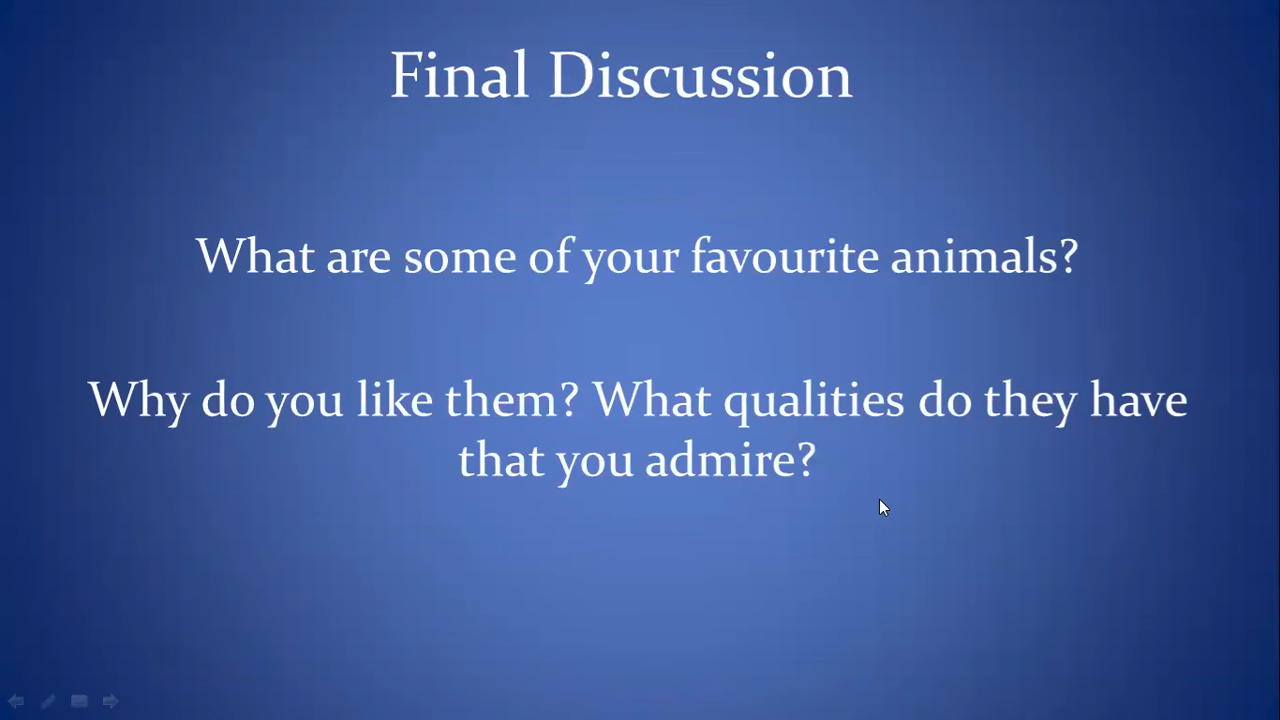 Final Discussion
What are some of your favourite animals?
Why do you like them? What qualities do they have
that you admire?